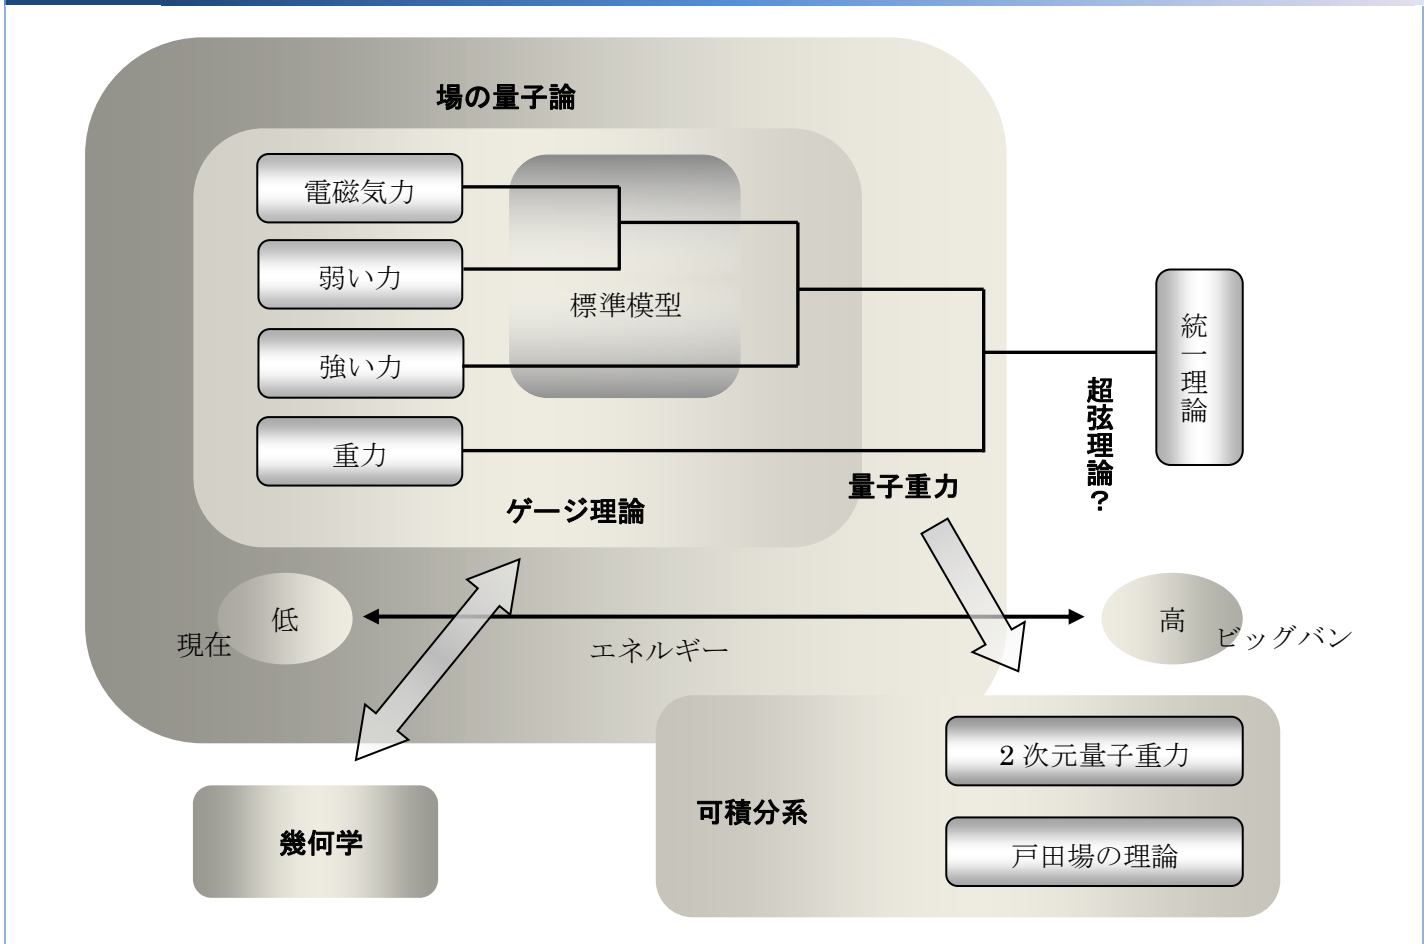 場の量子論
電磁気力
弱い力
標準模型
強い力
重力
ゲージ理論
量子重力
超弦理論？
統一理論
低
現在
エネルギー
高
ビッグバン
幾何学
可積分系
2次元量子重力
戸田場の理論